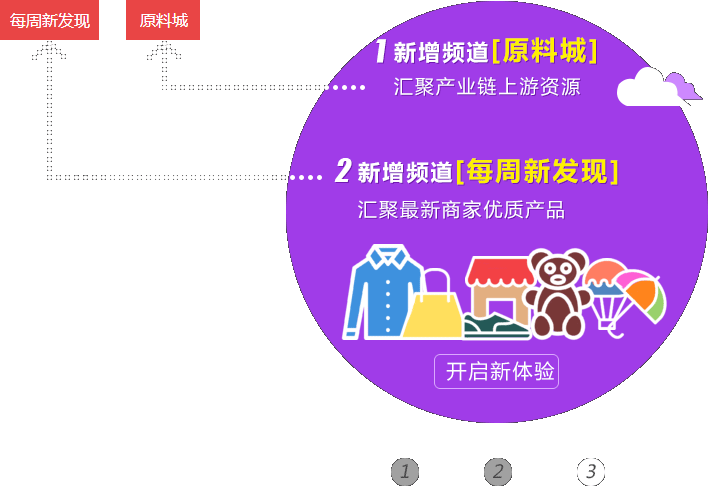 每周新发现 原料城
1 新增频道[原料城]
汇聚产业链上游资源
2 新增频道[每周新发现]
汇聚最新商家优质产品
开启新体验
1 2 3